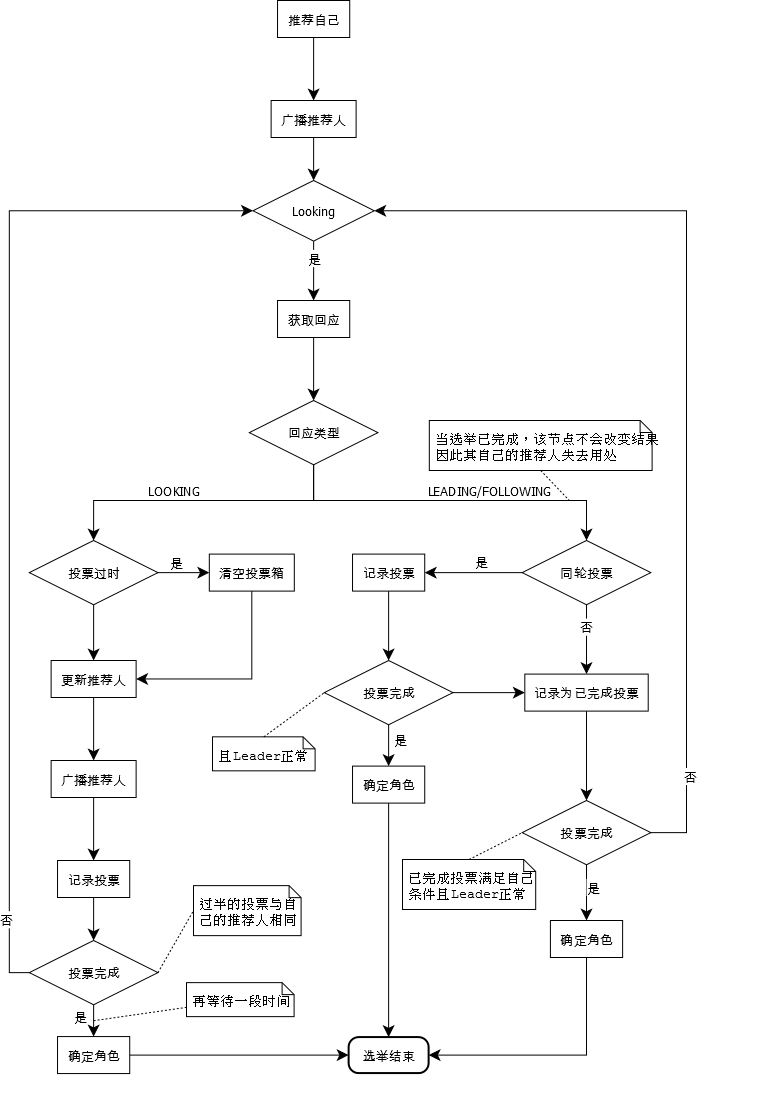 推荐自己
广播推荐人
Looking
是
获取回应
回应类型
当选举已完成，该节点不会改变结果
因此其自己的推荐人失去用处
LOOKING
LEADING/FOLLOWING
投票过时
是
清空投票箱
记录投票
是
同轮投票
否
更新推荐人
投票完成
记录为已完成投票
且Leader正常
是
广播推荐人
确定角色
否
投票完成
已完成投票满足自己
条件且Leader正常
记录投票
是
过半的投票与自
己的推荐人相同
否
确定角色
投票完成
再等待一段时间
是
确定角色
选举结束